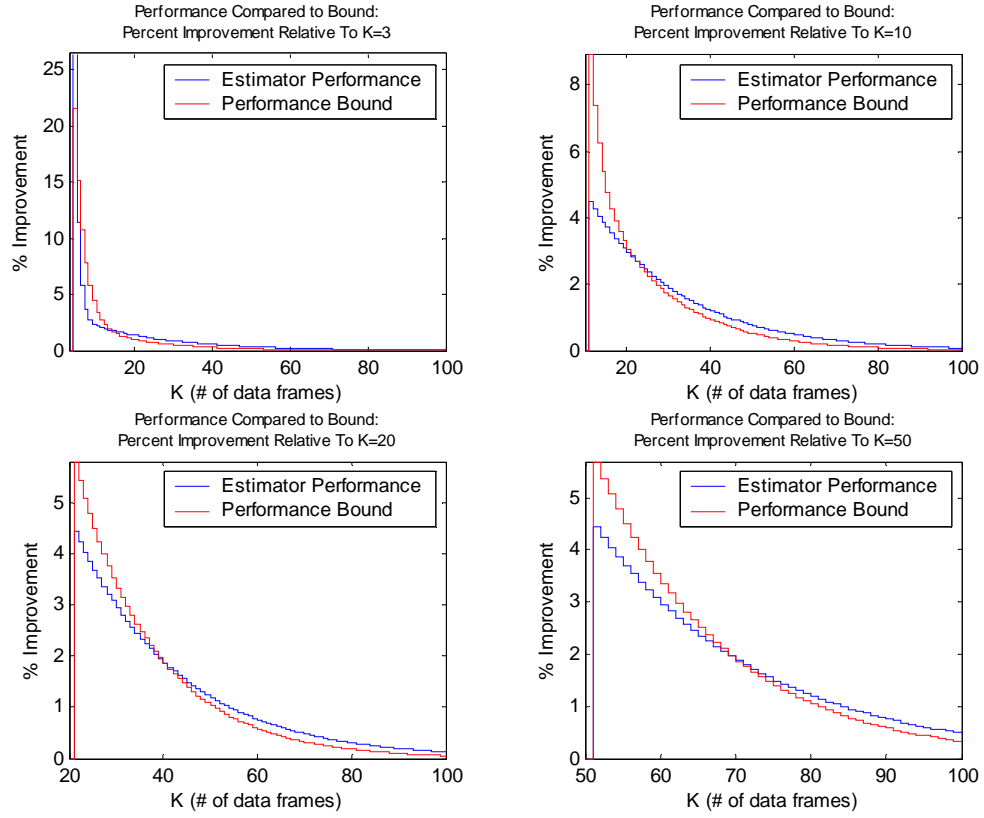 Performance Compared to Bound:
Percent Improvement Relative To K=3
25
20
15
10
5
0
% Improvement
Estimator Performance
Performance Bound
20
40
60
80
100
K (# of data frames)
Performance Compared to Bound:
Percent Improvement Relative To K=10
8
6
4
2
0
% Improvement
Estimator Performance
Performance Bound
20
40
60
80
100
K (# of data frames)
Performance Compared to Bound:
Percent Improvement Relative To K=20
5
4
3
2
1
0
% Improvement
Estimator Performance
Performance Bound
20
40
60
80
100
K (# of data frames)
Performance Compared to Bound:
Percent Improvement Relative To K=50
5
4
3
2
1
0
% Improvement
Estimator Performance
Performance Bound
50
60
70
80
90
100
K (# of data frames)